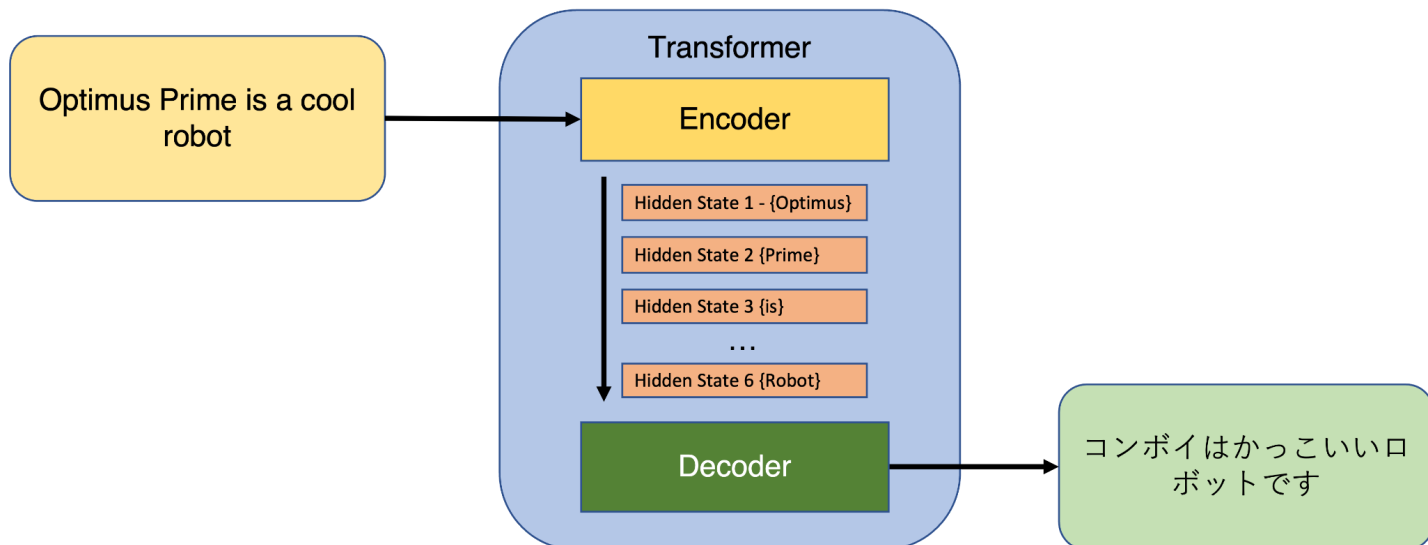 Transformer
Optimus Prime is a cool
robot
Encoder
Hidden State 1 - {Optimus}
Hidden State 2 {Prime}
Hidden State 3 {is}
...
Hidden State 6 {Robot}
Decoder
コンボイはかっこいいロ
ボットです